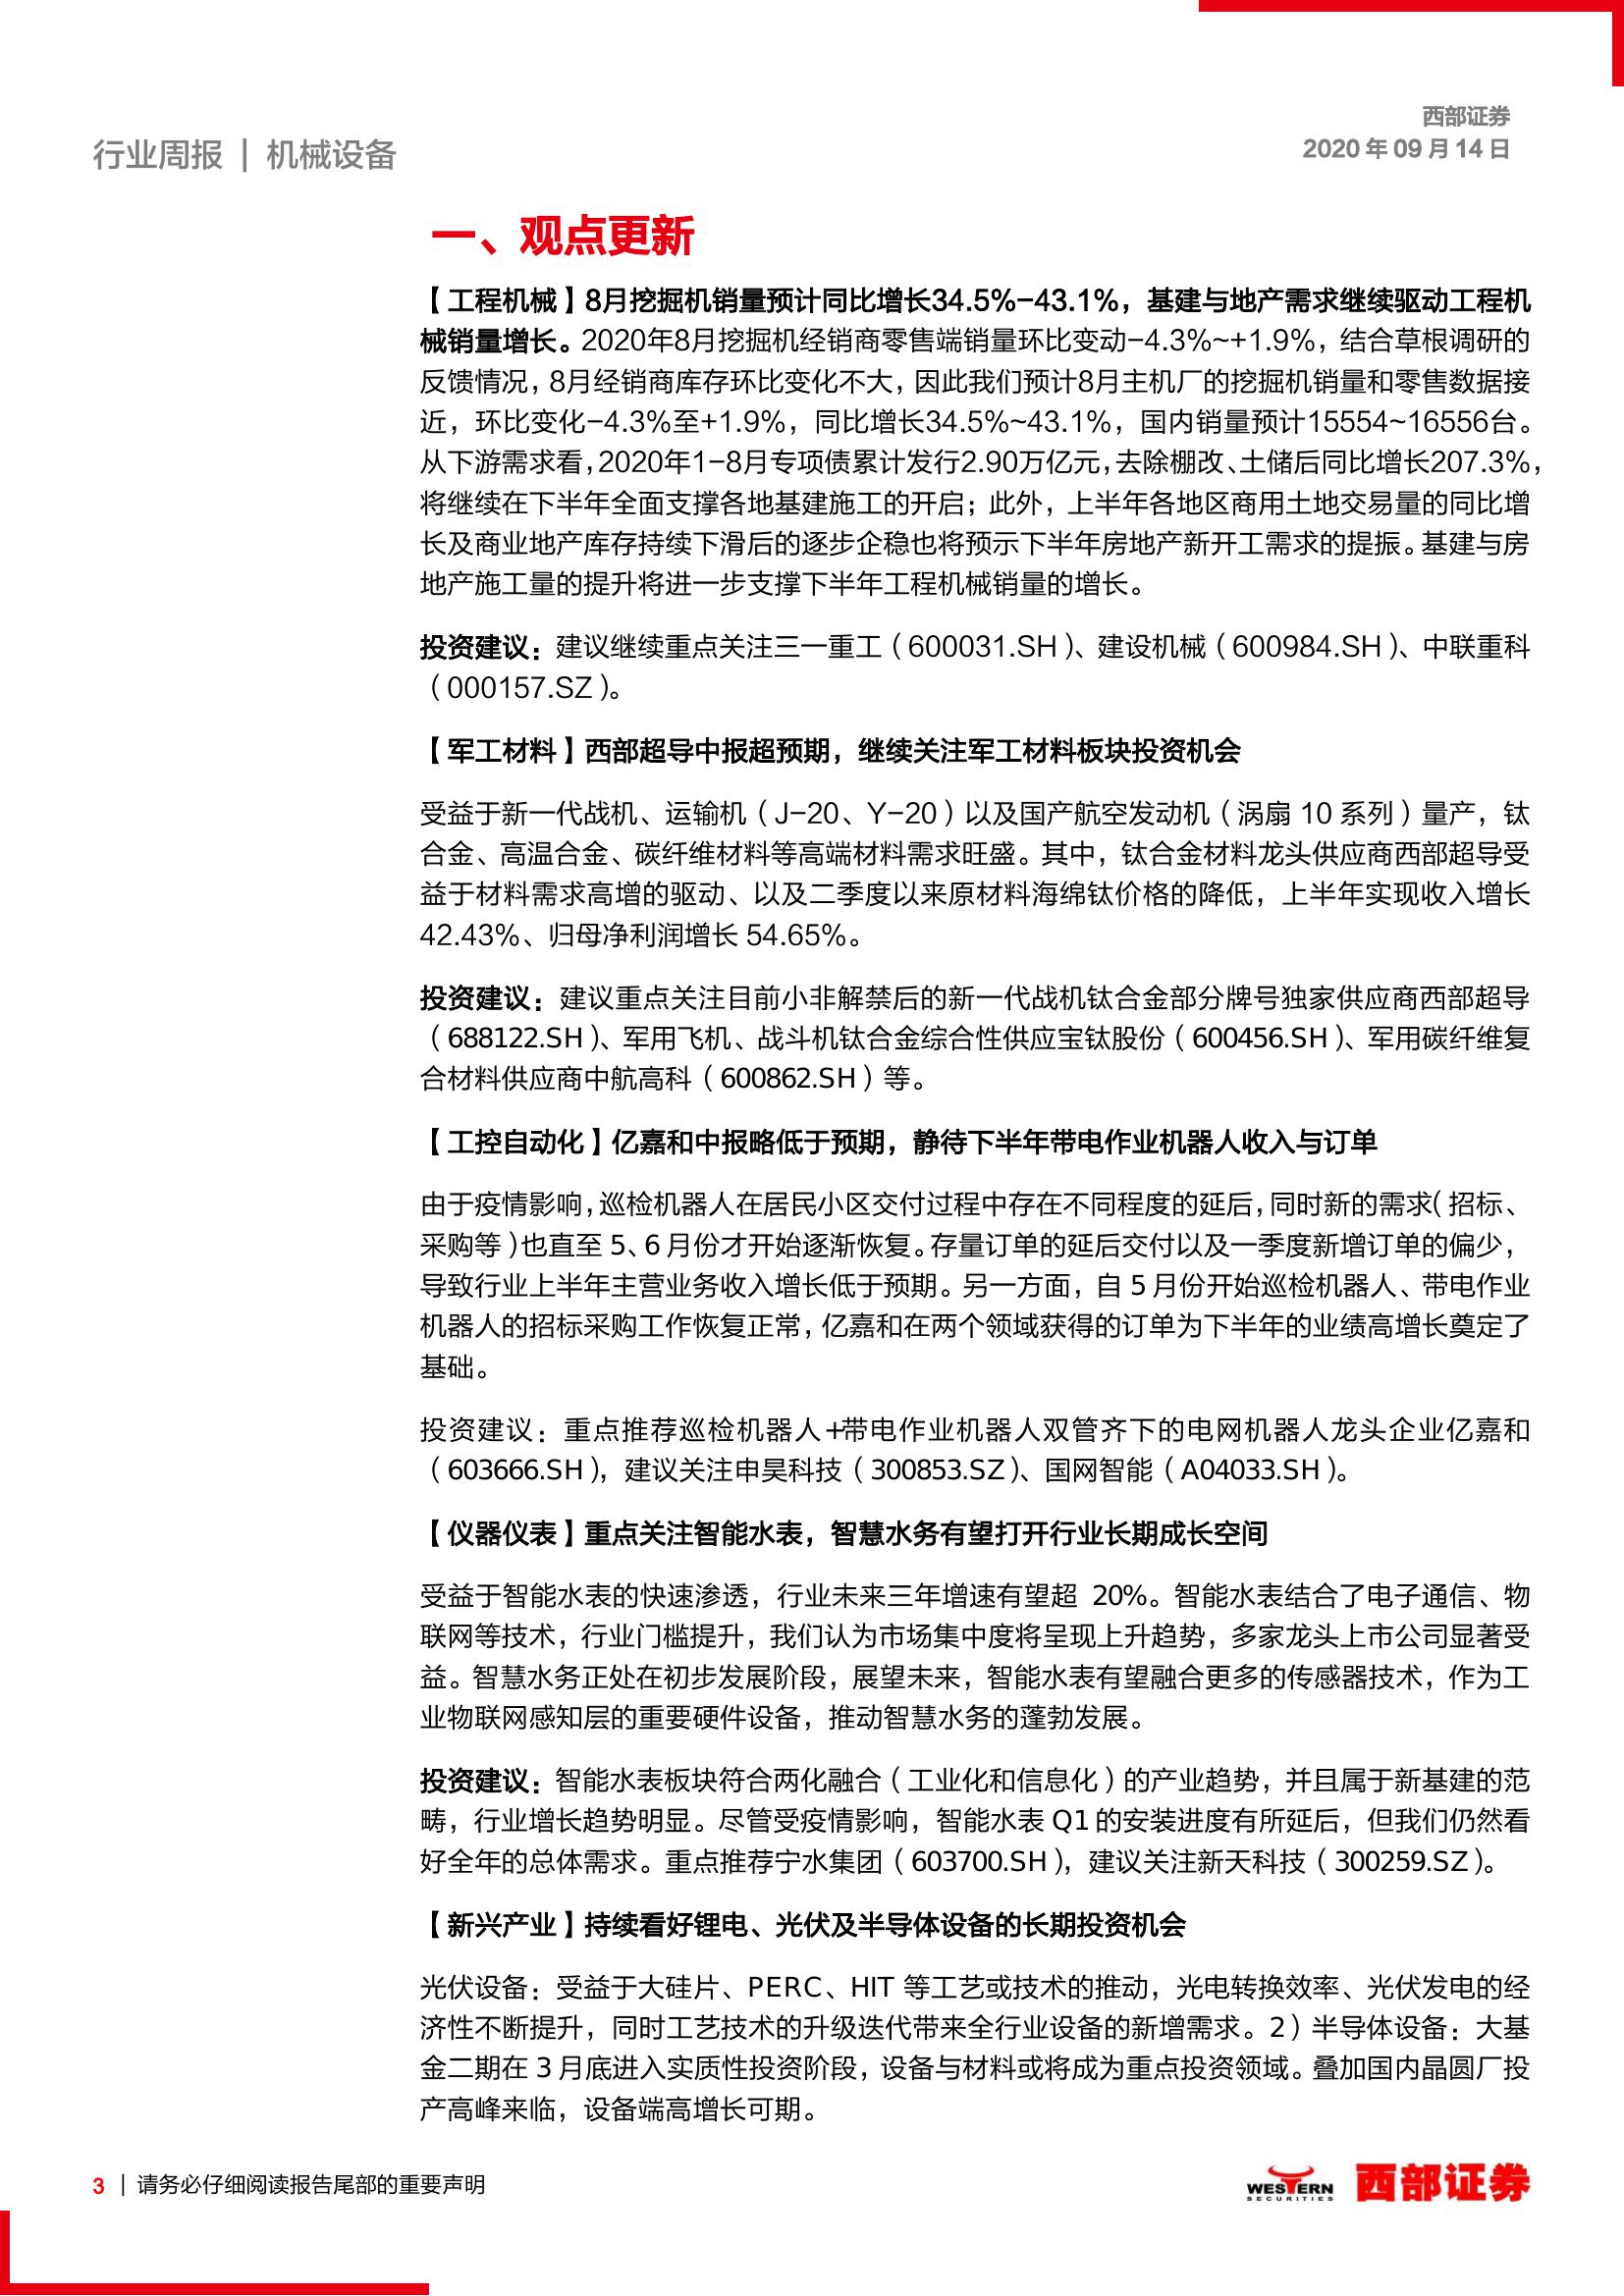 西部证券
行业周报 | 机械设备
2020 年 09 月 14 日
一、观点更新
【工程机械】8月挖掘机销量预计同比增长34.5%-43.1%，基建与地产需求继续驱动工程机
械销量增长。2020年8月挖掘机经销商零售端销量环比变动-4.3%~+1.9%，结合草根调研的
反馈情况，8月经销商库存环比变化不大，因此我们预计8月主机厂的挖掘机销量和零售数据接
近，环比变化-4.3%至+1.9%，同比增长34.5%~43.1%，国内销量预计15554~16556台。
从下游需求看，2020年1-8月专项债累计发行2.90万亿元，去除棚改、土储后同比增长207.3%，
将继续在下半年全面支撑各地基建施工的开启；此外，上半年各地区商用土地交易量的同比增
长及商业地产库存持续下滑后的逐步企稳也将预示下半年房地产新开工需求的提振。基建与房
地产施工量的提升将进一步支撑下半年工程机械销量的增长。
投资建议：建议继续重点关注三一重工（600031.SH）、建设机械（600984.SH）、中联重科
（000157.SZ）。
【军工材料】西部超导中报超预期，继续关注军工材料板块投资机会
受益于新一代战机、运输机（J-20、Y-20）以及国产航空发动机（涡扇 10 系列）量产，钛
合金、高温合金、碳纤维材料等高端材料需求旺盛。其中，钛合金材料龙头供应商西部超导受
益于材料需求高增的驱动、以及二季度以来原材料海绵钛价格的降低，上半年实现收入增长
42.43%、归母净利润增长 54.65%。
投资建议：建议重点关注目前小非解禁后的新一代战机钛合金部分牌号独家供应商西部超导
（688122.SH）、军用飞机、战斗机钛合金综合性供应宝钛股份（600456.SH）、军用碳纤维复
合材料供应商中航高科（600862.SH）等。
【工控自动化】亿嘉和中报略低于预期，静待下半年带电作业机器人收入与订单
由于疫情影响，巡检机器人在居民小区交付过程中存在不同程度的延后，同时新的需求（招标、
采购等）也直至 5、6 月份才开始逐渐恢复。存量订单的延后交付以及一季度新增订单的偏少，
导致行业上半年主营业务收入增长低于预期。另一方面，自 5 月份开始巡检机器人、带电作业
机器人的招标采购工作恢复正常，亿嘉和在两个领域获得的订单为下半年的业绩高增长奠定了
基础。
投资建议：重点推荐巡检机器人+带电作业机器人双管齐下的电网机器人龙头企业亿嘉和
（603666.SH），建议关注申昊科技（300853.SZ）、国网智能（A04033.SH）。
【仪器仪表】重点关注智能水表，智慧水务有望打开行业长期成长空间
受益于智能水表的快速渗透，行业未来三年增速有望超 20%。智能水表结合了电子通信、物
联网等技术，行业门槛提升，我们认为市场集中度将呈现上升趋势，多家龙头上市公司显著受
益。智慧水务正处在初步发展阶段，展望未来，智能水表有望融合更多的传感器技术，作为工
业物联网感知层的重要硬件设备，推动智慧水务的蓬勃发展。
投资建议：智能水表板块符合两化融合（工业化和信息化）的产业趋势，并且属于新基建的范
畴，行业增长趋势明显。尽管受疫情影响，智能水表 Q1 的安装进度有所延后，但我们仍然看
好全年的总体需求。重点推荐宁水集团（603700.SH），建议关注新天科技（300259.SZ）。
【新兴产业】持续看好锂电、光伏及半导体设备的长期投资机会
光伏设备：受益于大硅片、PERC、HIT 等工艺或技术的推动，光电转换效率、光伏发电的经
济性不断提升，同时工艺技术的升级迭代带来全行业设备的新增需求。2）半导体设备：大基
金二期在 3 月底进入实质性投资阶段，设备与材料或将成为重点投资领域。叠加国内晶圆厂投
产高峰来临，设备端高增长可期。
3 | 请务必仔细阅读报告尾部的重要声明
WESTERN
SECURITIES
西部证券